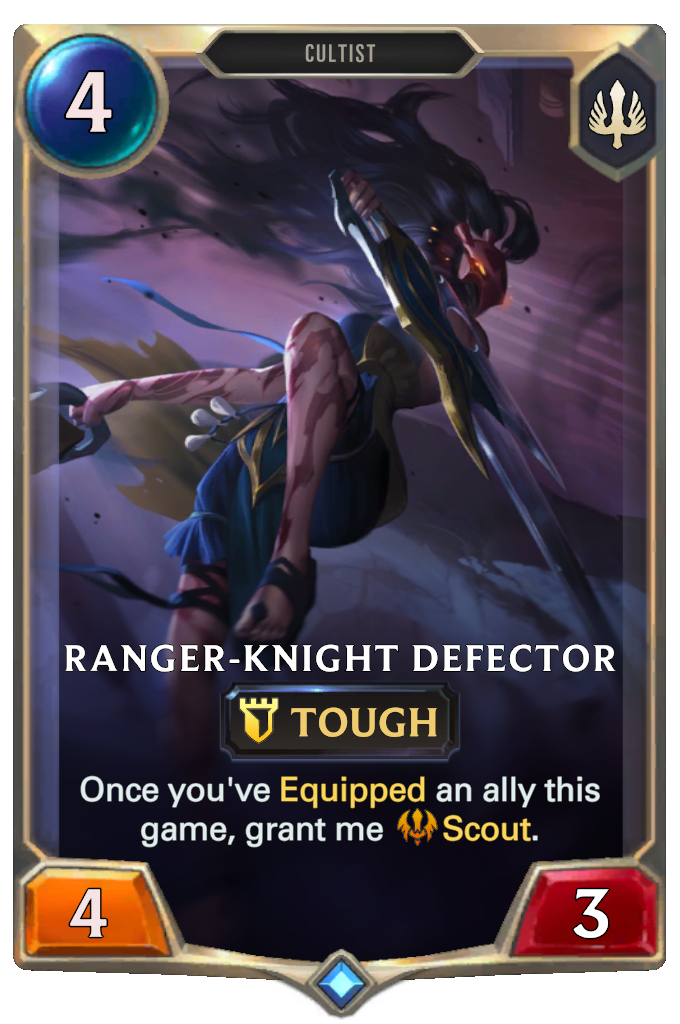 4
CULTIST
RANGER-KNIGHT DEFECTOR
TOUGH
Once you've Equipped an ally this
game, grant me Scout.
4
3